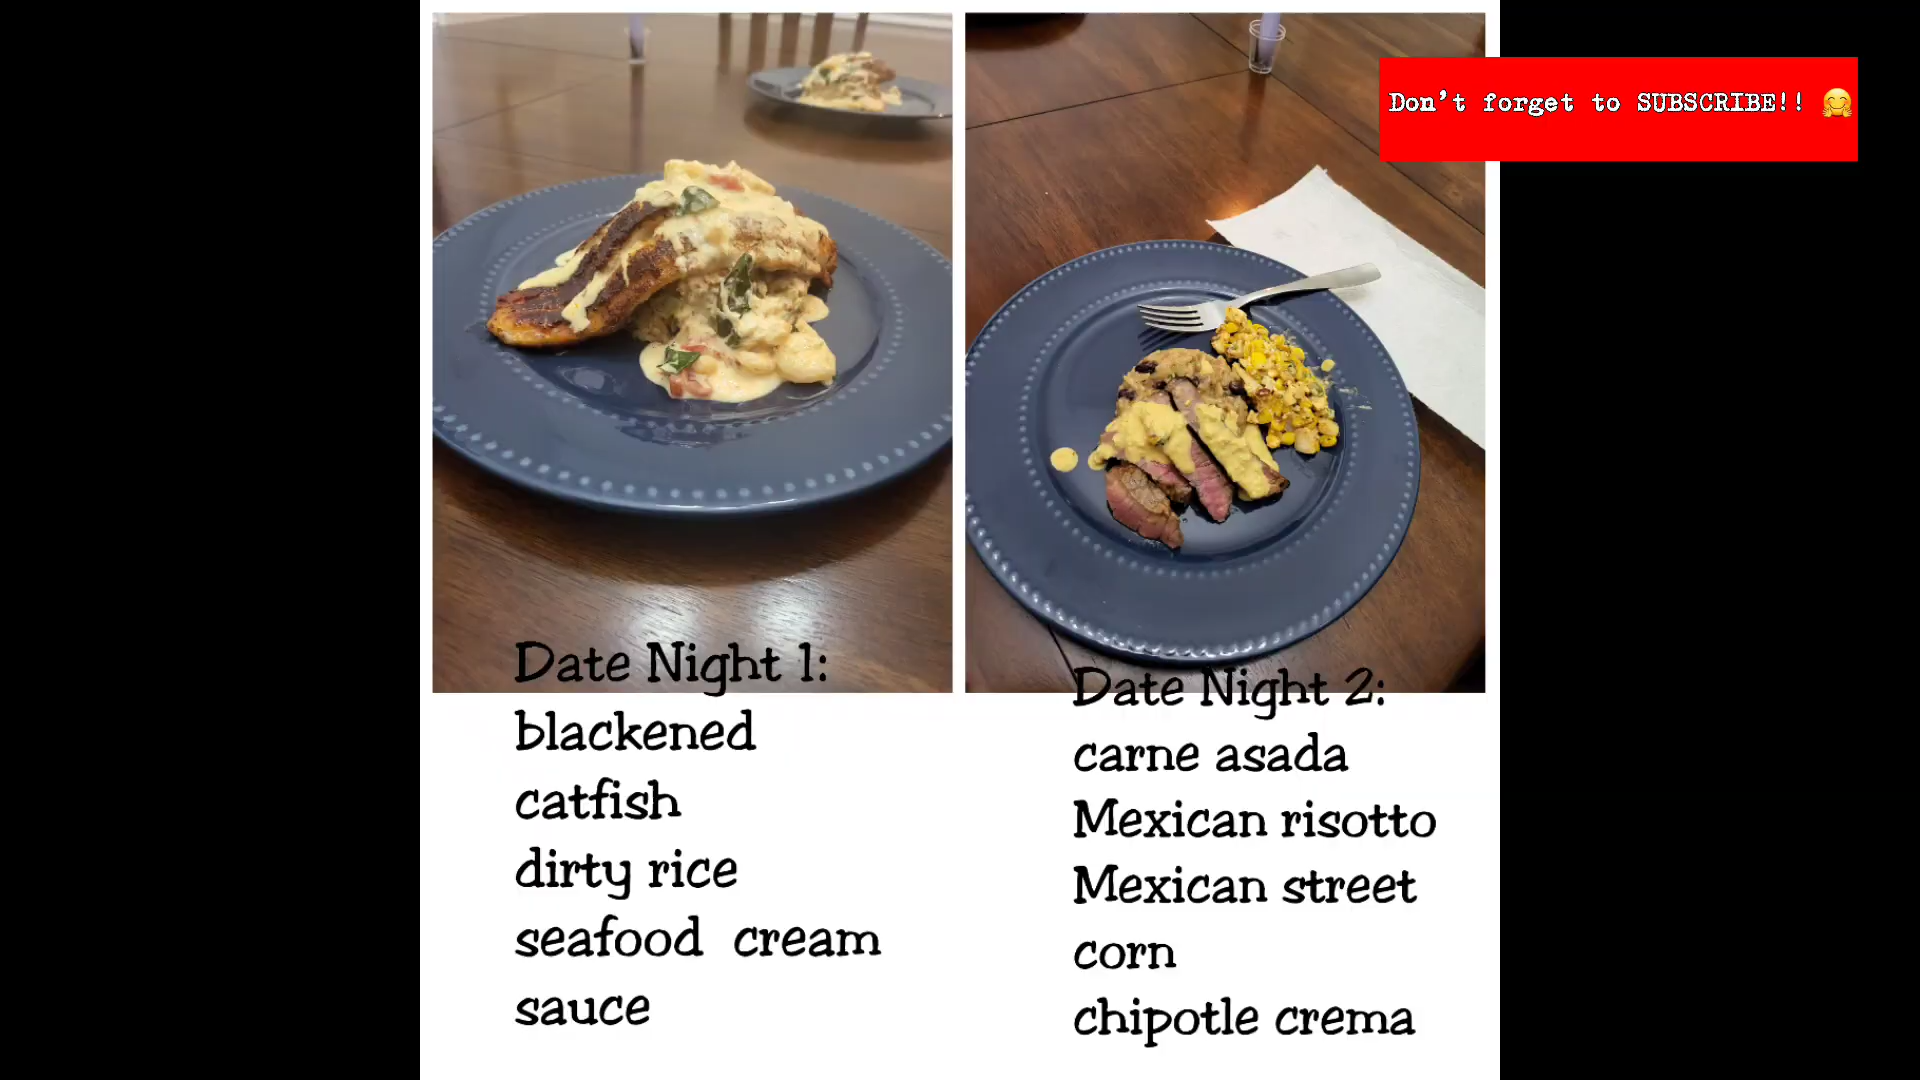 Don't forget to SUBSCRIBE!! 🤗
Date Night 1:
blackened
catfish
dirty rice
seafood cream
sauce
Date Night 2:
carne asada
Mexican risotto
Mexican street
corn
chipotle crema